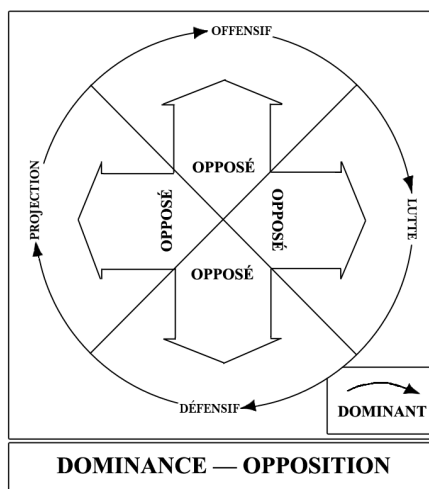 OFFENSIF
OPPOSÉ
PROJECTION
OPPOSÉ
OPPOSÉ
LUTTE
OPPOSÉ
DÉFENSIF
DOMINANT
DOMINANCE — OPPOSITION